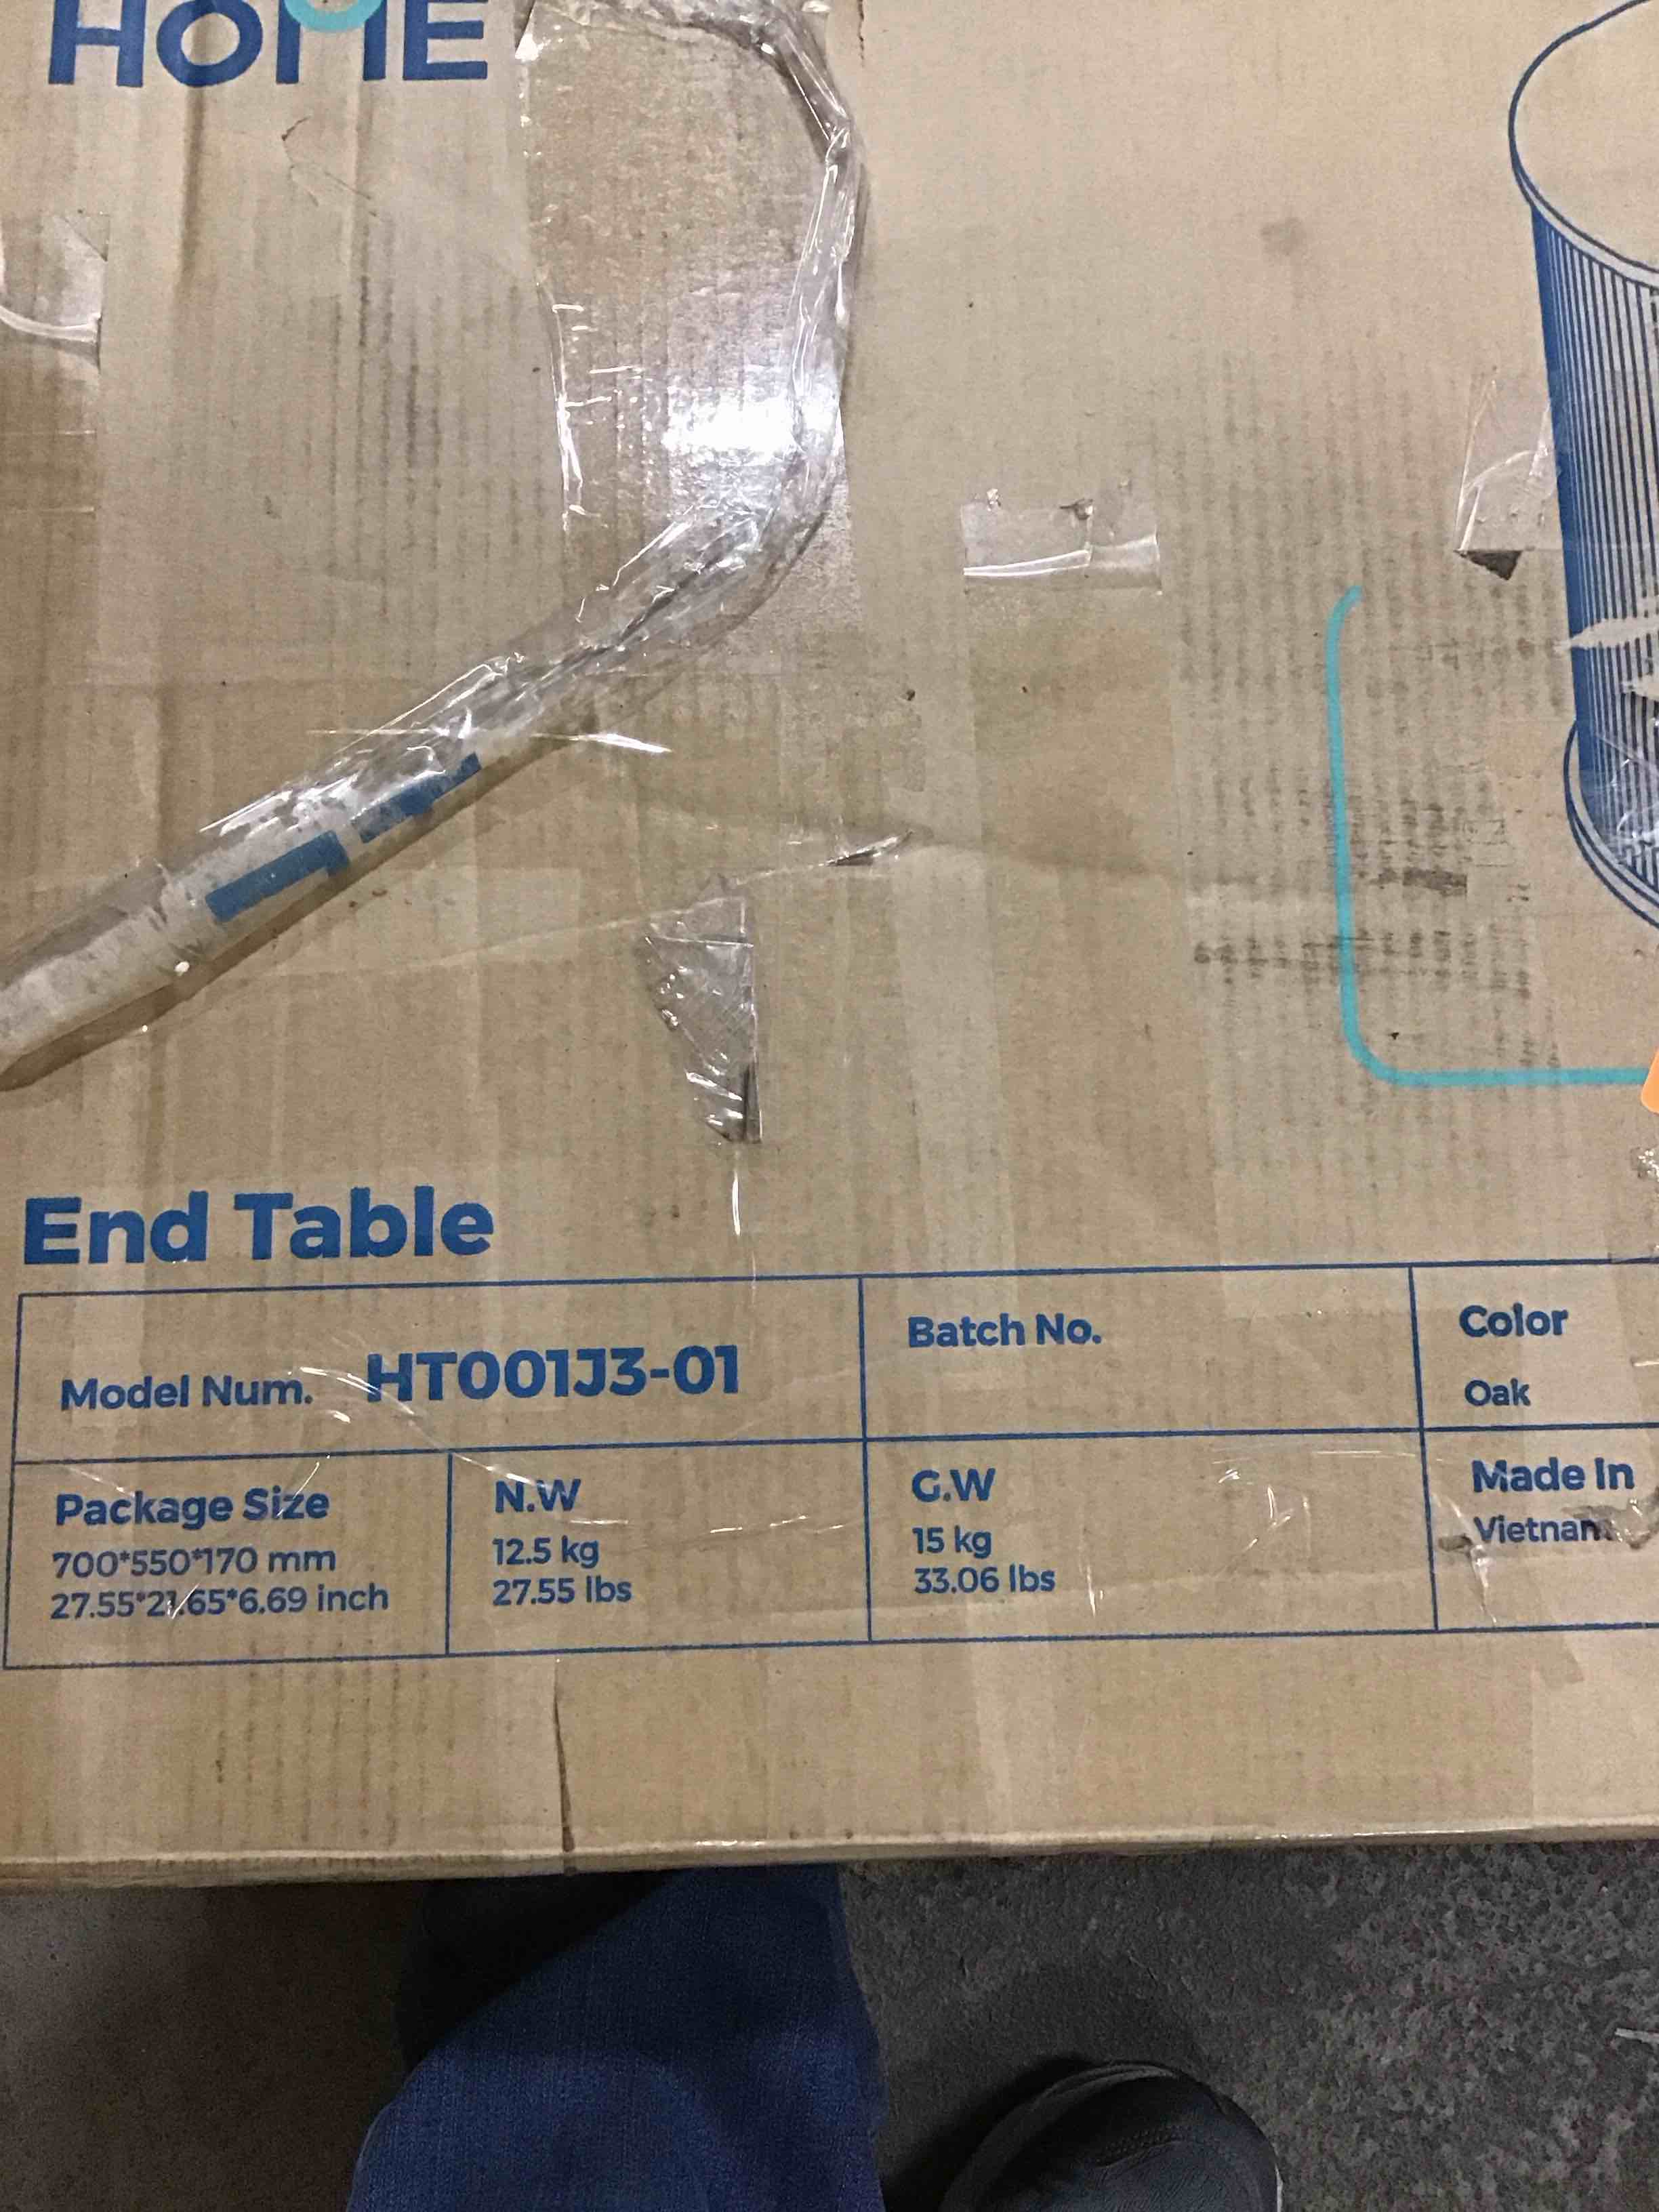 HOME
End Table
Model Num. HT001J3-01
Batch No.
Color
Oak
Package Size
700*550*170 mm
27.55*21.65*6.69 inch
N.W
12.5 kg
27.55 lbs
G.W
15 kg
33.06 lbs
Made In
Vietnam